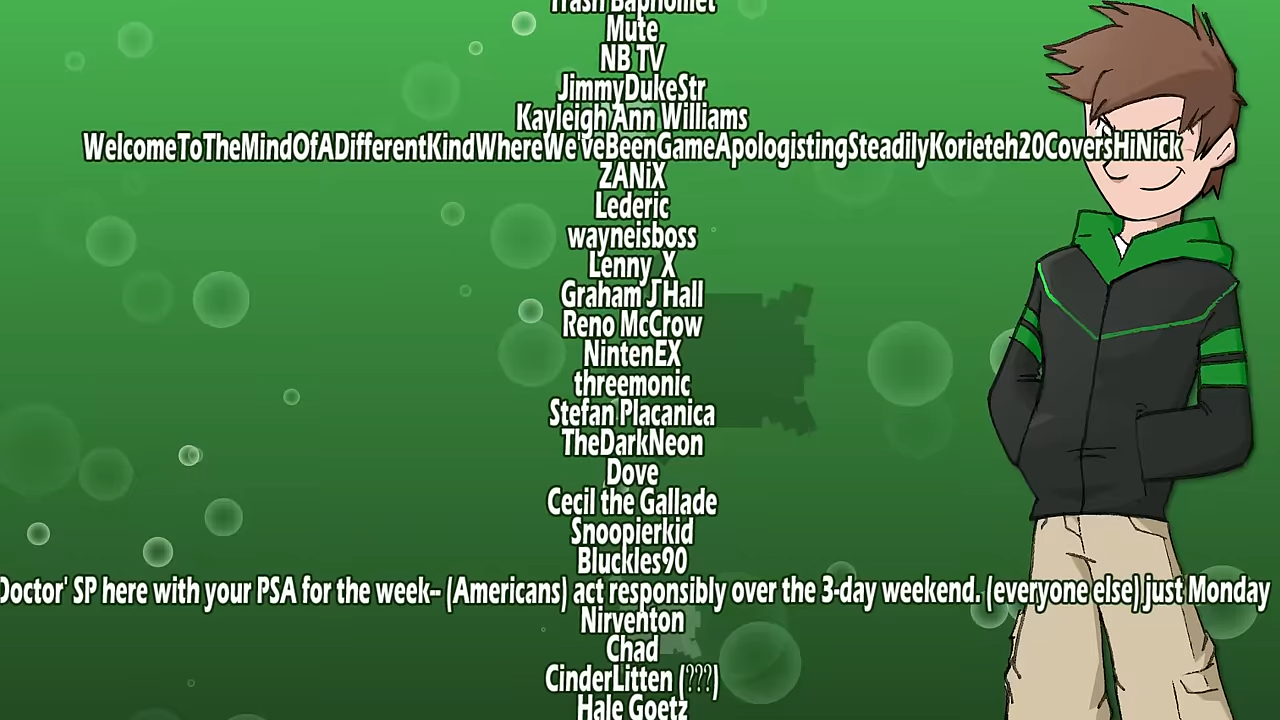 Trash Baphomet
Mute
NB TV
JimmyDukeStr
Kayleigh Ann Williams
WelcomeToTheMindOfADifferentKindWhereWe'veBeenGameApologistingSteadilyKorieteh20CoversHiNick
ZANiX
Lederic
wayneisboss
Lenny_X
Graham J Hall
Reno McCrow
NintenEX
threemonic
Stefan Placanica
TheDarkNeon
Dove
Cecil the Gallade
Snoopierkid
Bluckles90
Doctor' SP here with your PSA for the week-- (Americans) act responsibly over the 3-day weekend. (everyone else) Just Monday
Nirventon
Chad
CinderLitten (???)
Hale Goetz